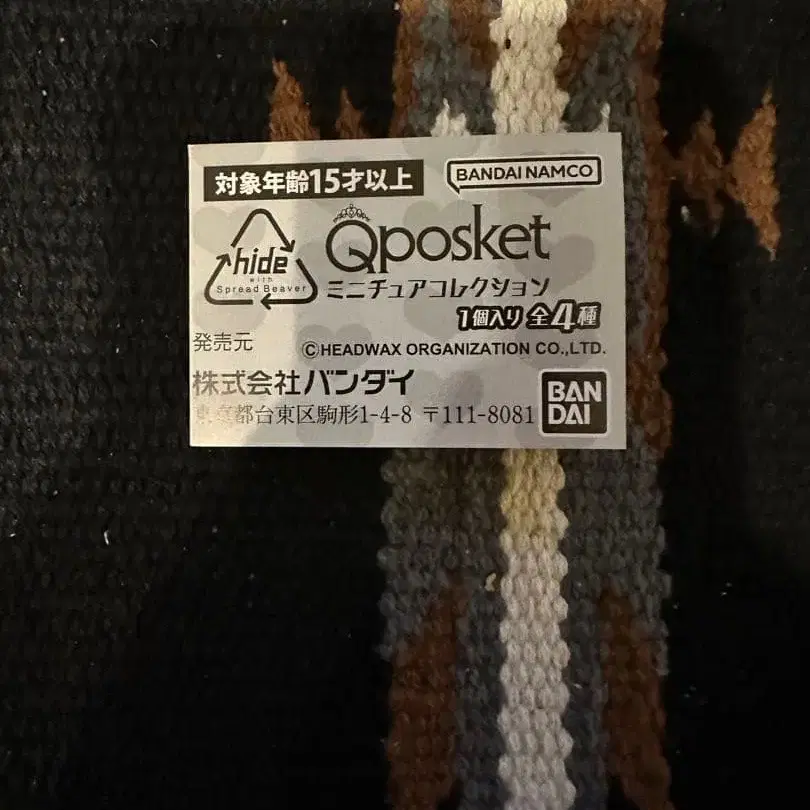 対象年齢15才以上
BANDAI NAMCO
hide
with
Spread Beaver
Qposket
ミニチュアコレクション
1個入り 全4種
発売元
©HEADWAX ORGANIZATION CO.,LTD.
株式会社バンダイ
東京都台東区駒形1-4-8 〒111-8081
BAN
DAI